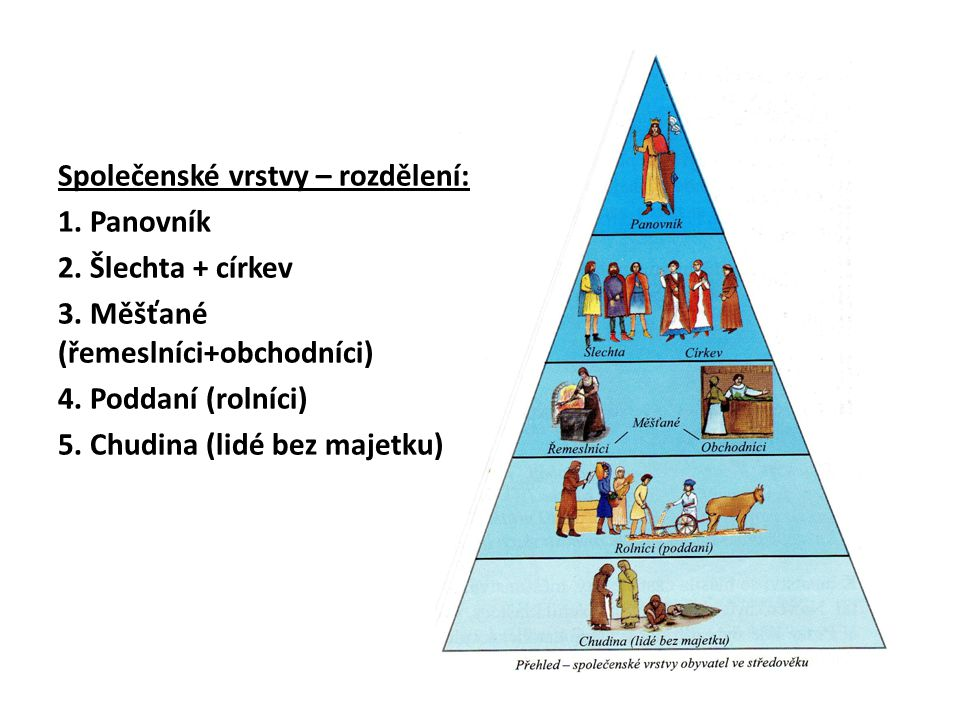 Společenské vrstvy – rozdělení:
1. Panovník
2. Šlechta + církev
3. Měšťané
(řemeslníci+obchodníci)
4. Poddaní (rolníci)
5. Chudina (lidé bez majetku)
Panovník
Šlechta
Církev
Měšťané
Řemeslníci
Obchodníci
Rolníci (poddaní)
Chudina (lidé bez majetku)
Přehled – společenské vrstvy obyvatel ve středověku